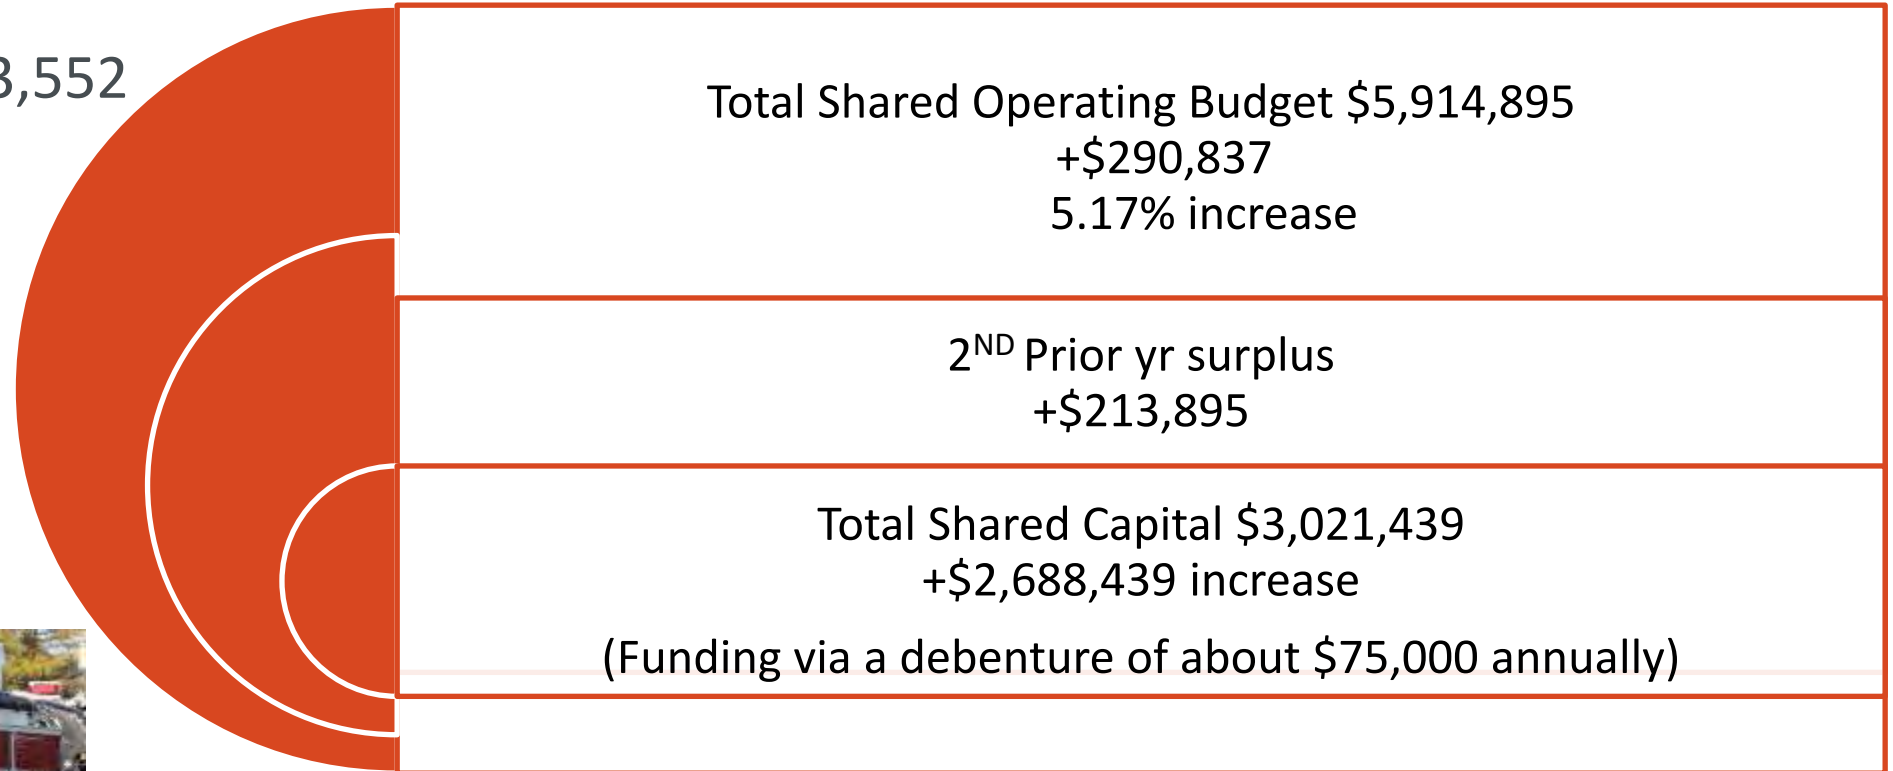 3,552
Total Shared Operating Budget $5,914,895
+$290,837
5.17% increase
2ND Prior yr surplus
+$213,895
Total Shared Capital $3,021,439
+$2,688,439 increase
(Funding via a debenture of about $75,000 annually)